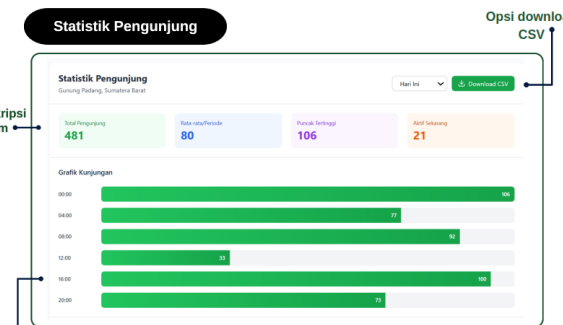 Statistik Pengunjung
Opsi downlo
CSV
Statistik Pengunjung
Gunung Padang, Sumatera Barat
Hari Ini
Download CSV
ripsi
m
Total Pengunjung
481
Rata-rata/Periode
80
Puncak Tertinggi
106
Aktif Sekarang
21
Grafik Kunjungan
00:00
106
04:00
77
08:00
92
12:00
33
16:00
100
20:00
75